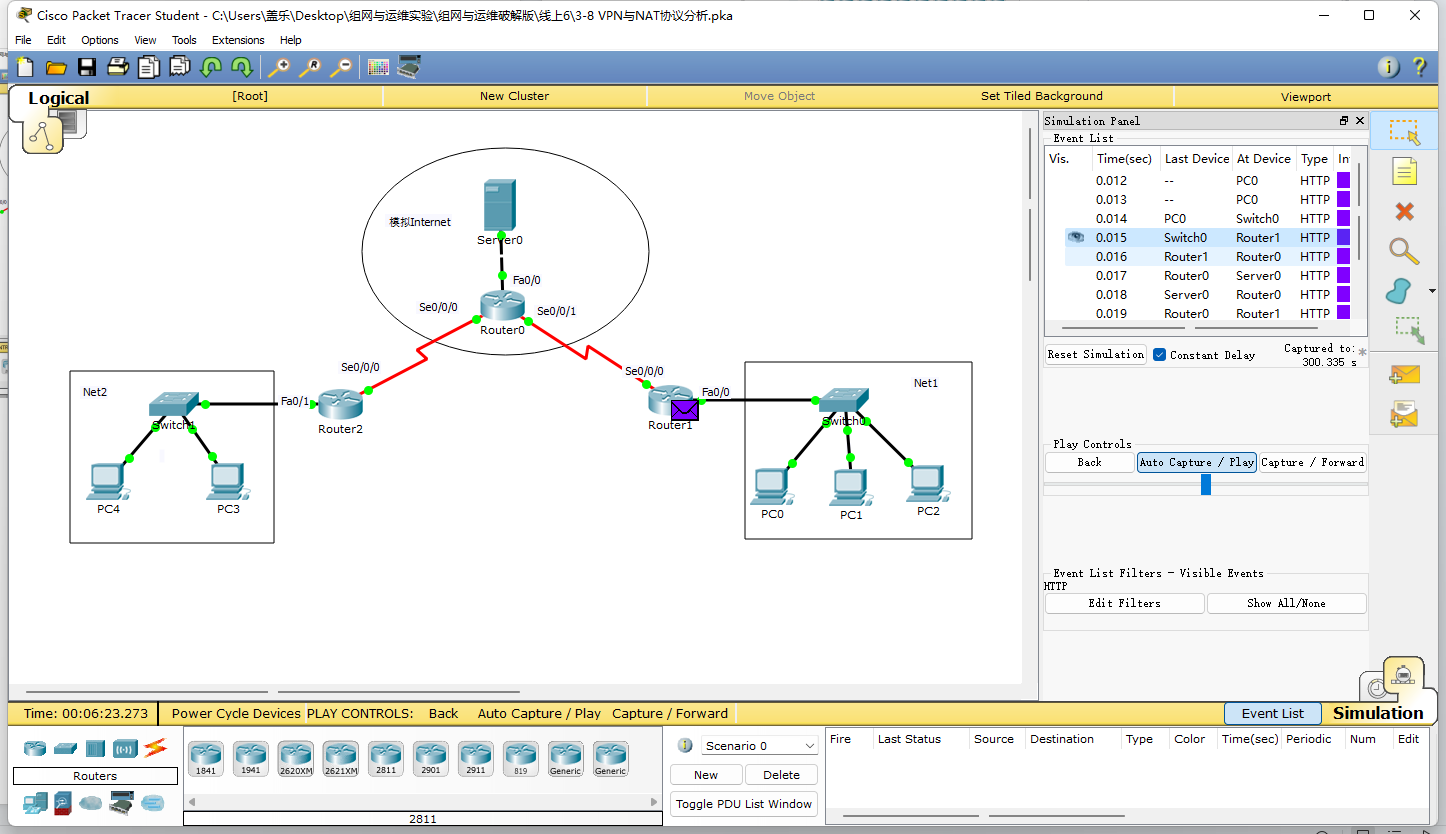 Cisco Packet Tracer Student - C:\Users\盖乐\Desktop\组网与运维实验\组网与运维破解版\线上6\3-8 VPN与NAT协议分析.pka
File Edit Options View Tools Extensions Help
Logical [Root] New Cluster Move Object Set Tiled Background Viewport
模拟Internet
Server0
Fa0/0
Se0/0/0
Se0/0/1
Router0
Se0/0/0
Se0/0/0
Net2
Switch1
Fa0/1
Router2
PC4
PC3
Router1
Fa0/0
Net1
Switch0
PC0
PC1
PC2
Simulation Panel
Event List
Vis. Time(sec) Last Device At Device Type In
0.012 -- PC0 HTTP
0.013 -- PC0 HTTP
0.014 PC0 Switch0 HTTP
0.015 Switch0 Router1 HTTP
0.016 Router1 Router0 HTTP
0.017 Router0 Server0 HTTP
0.018 Server0 Router0 HTTP
0.019 Router0 Router1 HTTP
Reset Simulation Constant Delay Captured to: *
300.335 s
Play Controls
Back Auto Capture / Play Capture / Forward
Event List Filters - Visible Events
HTTP
Edit Filters Show All/None
Time: 00:06:23.273 Power Cycle Devices PLAY CONTROLS: Back Auto Capture / Play Capture / Forward Event List Simulation
Routers
1841 1941 2620XM 2621XM 2811 2901 2911 819 Generic Generic
2811
Scenario 0
New Delete
Toggle PDU List Window
Fire Last Status Source Destination Type Color Time(sec) Periodic Num Edit